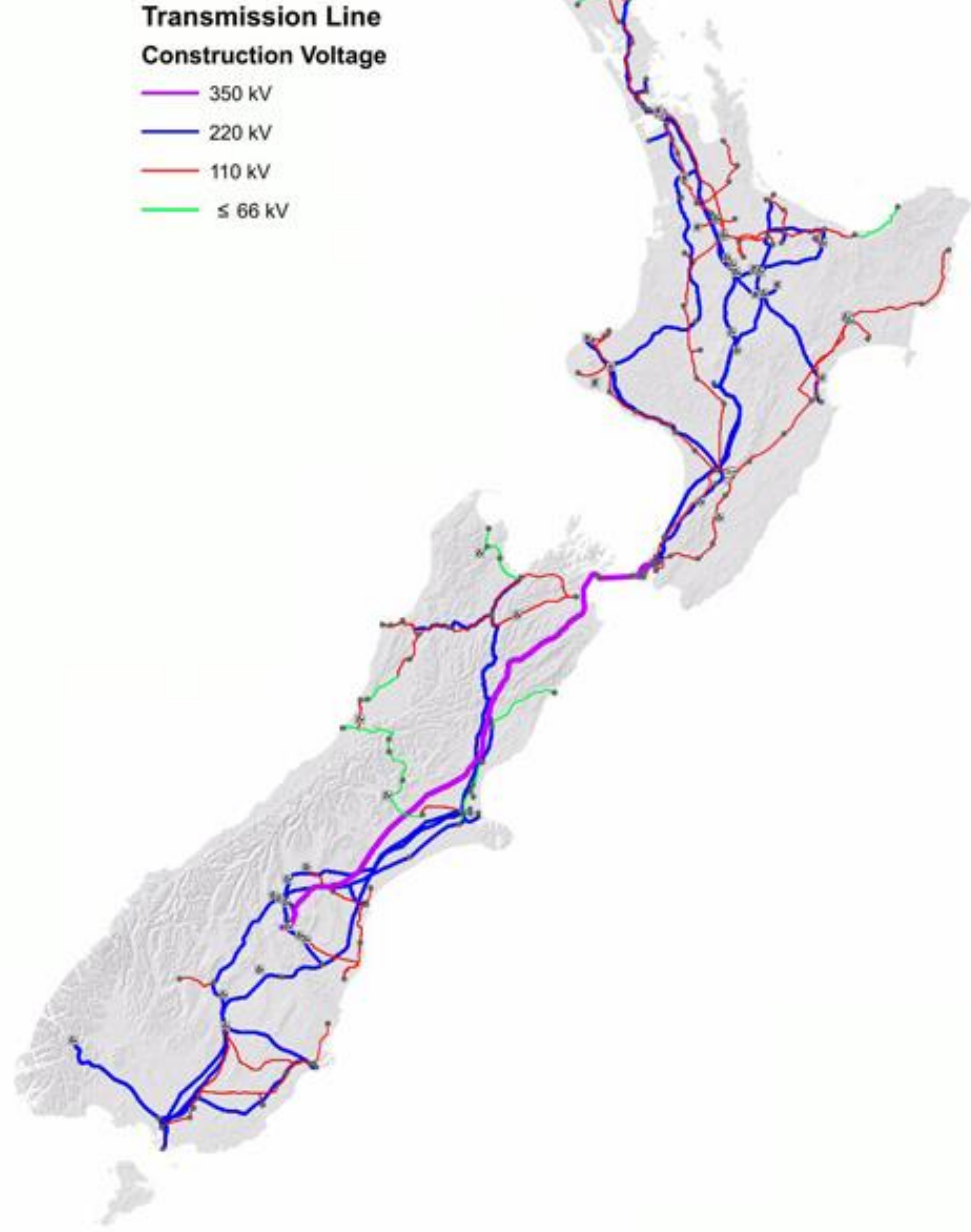 Transmission Line
Construction Voltage
350 kV
220 kV
110 kV
≤ 66 kV